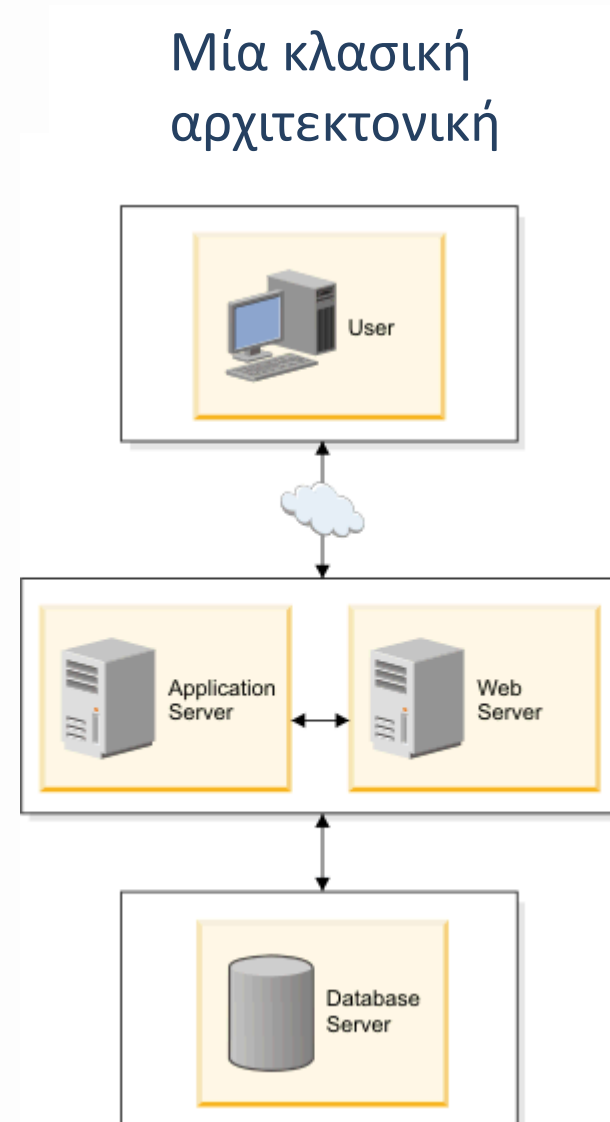 Μία κλασική
αρχιτεκτονική
User
Application
Server
Web
Server
Database
Server